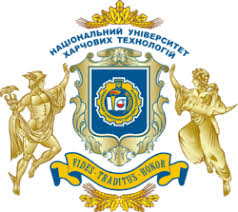 НАЦІОНАЛЬНИЙ УНІВЕРСИТЕТ
ХАРЧОВИХ ТЕХНОЛОГІЙ
FIDES-TRADITUS-HONOR